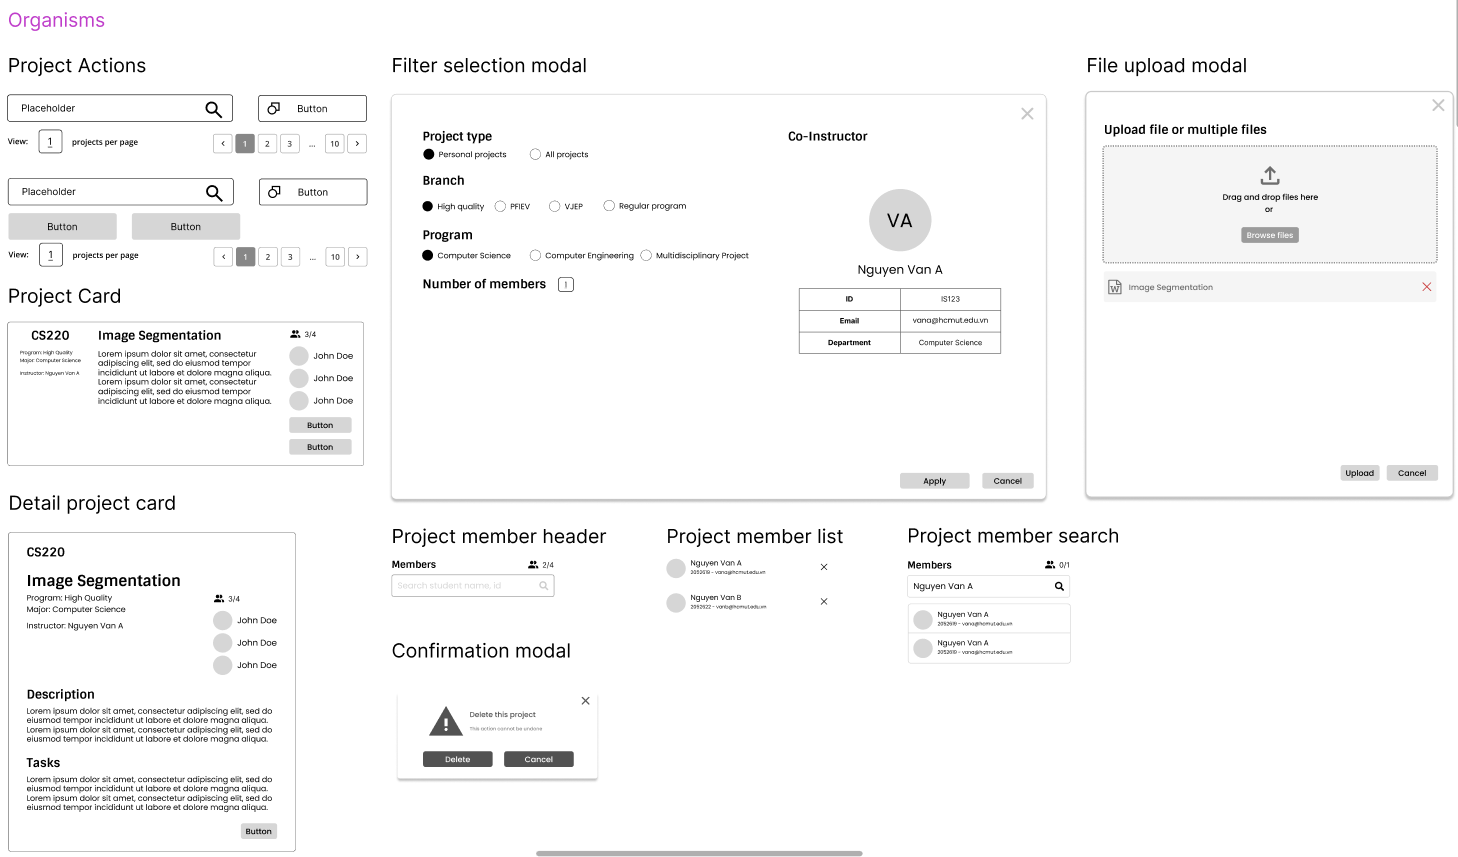 Organisms
Project Actions
Placeholder
Button
View: 1 projects per page
1 2 3 ... 10
Placeholder
Button
Button
Button
View: 1 projects per page
1 2 3 ... 10
Project Card
CS220
Program: High Quality
Major: Computer Science
Instructor: Nguyen Van A
Image Segmentation
Lorem ipsum dolor sit amet, consectetur
adipiscing elit, sed do eiusmod tempor
incididunt ut labore et dolore magna aliqua.
Lorem ipsum dolor sit amet, consectetur
adipiscing elit, sed do eiusmod tempor
incididunt ut labore et dolore magna aliqua.
3/4
John Doe
John Doe
John Doe
Button
Button
Detail project card
CS220
Image Segmentation
Program: High Quality
Major: Computer Science
Instructor: Nguyen Van A
3/4
John Doe
John Doe
John Doe
Description
Lorem ipsum dolor sit amet, consectetur adipiscing elit, sed do
eiusmod tempor incididunt ut labore et dolore magna aliqua.
Lorem ipsum dolor sit amet, consectetur adipiscing elit, sed do
eiusmod tempor incididunt ut labore et dolore magna aliqua.
Tasks
Lorem ipsum dolor sit amet, consectetur adipiscing elit, sed do
eiusmod tempor incididunt ut labore et dolore magna aliqua.
Lorem ipsum dolor sit amet, consectetur adipiscing elit, sed do
eiusmod tempor incididunt ut labore et dolore magna aliqua.
Button
Filter selection modal
Project type
Personal projects All projects
Branch
High quality PFIEV VJEP Regular program
Program
Computer Science Computer Engineering Multidisciplinary Project
Number of members 1
Co-Instructor
VA
Nguyen Van A
ID IS123
Email vana@hcmut.edu.vn
Department Computer Science
Apply
Cancel
File upload modal
Upload file or multiple files
Drag and drop files here
or
Browse files
W Image Segmentation
Upload
Cancel
Project member header
Members 2/4
Search student name, id
Project member list
Nguyen Van A
2052619 - vana@hcmut.edu.vn
Nguyen Van B
2052622 - vanb@hcmut.edu.vn
Project member search
Members 0/1
Nguyen Van A
Nguyen Van A
2052619 - vana@hcmut.edu.vn
Nguyen Van A
2052619 - vana@hcmut.edu.vn
Confirmation modal
Delete this project
This action cannot be undone
Delete
Cancel